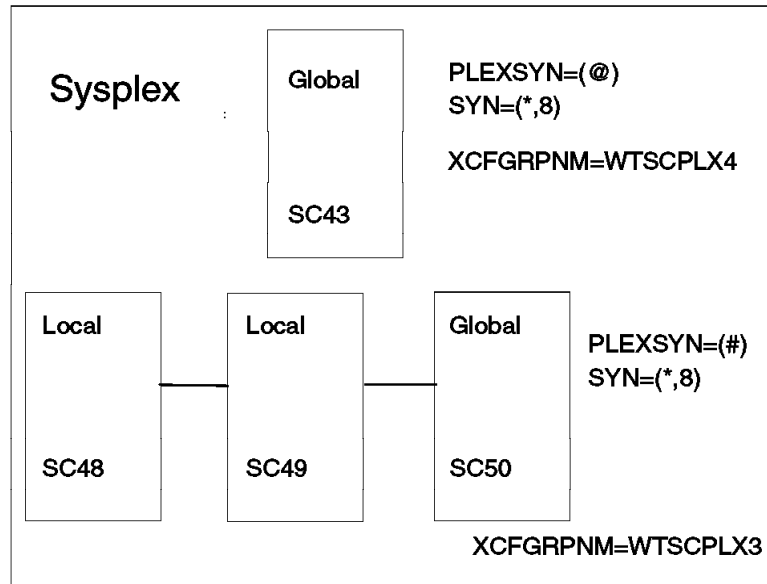 Sysplex
Global
SC43
PLEXSYN=(@)
SYN=(*,8)
XCFGRPNM=WTSCPLX4
Local
SC48
Local
SC49
Global
SC50
PLEXSYN=(#)
SYN=(*,8)
XCFGRPNM=WTSCPLX3